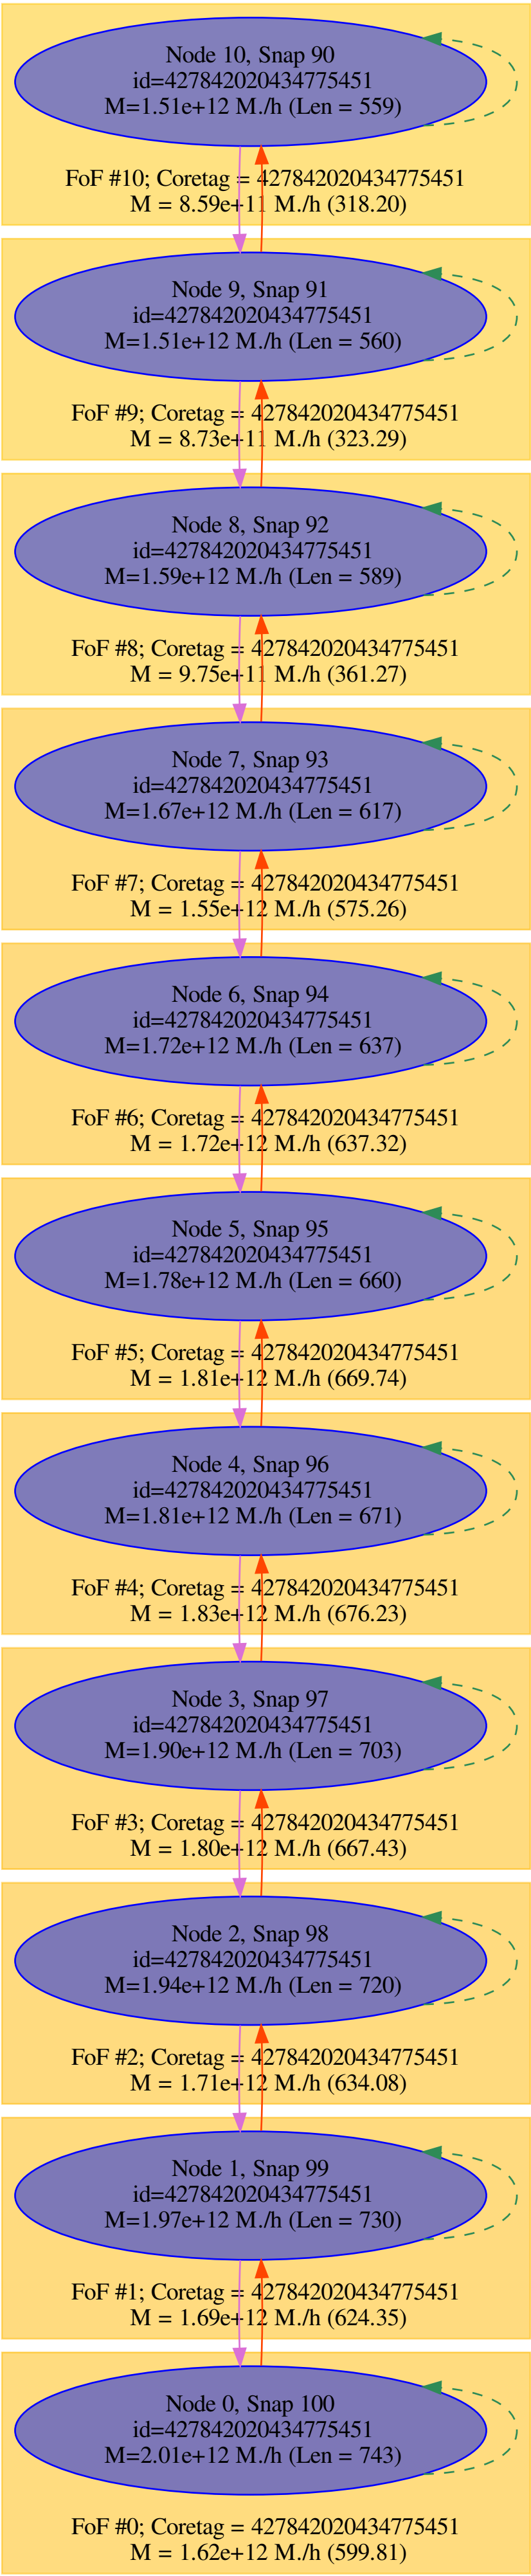 Node 10, Snap 90
id=427842020434775451
M=1.51e+12 M./h (Len = 559)
FoF #10; Coretag = 427842020434775451
M = 8.59e+11 M./h (318.20)
Node 9, Snap 91
id=427842020434775451
M=1.51e+12 M./h (Len = 560)
FoF #9; Coretag = 427842020434775451
M = 8.73e+11 M./h (323.29)
Node 8, Snap 92
id=427842020434775451
M=1.59e+12 M./h (Len = 589)
FoF #8; Coretag = 427842020434775451
M = 9.75e+11 M./h (361.27)
Node 7, Snap 93
id=427842020434775451
M=1.67e+12 M./h (Len = 617)
FoF #7; Coretag = 427842020434775451
M = 1.55e+12 M./h (575.26)
Node 6, Snap 94
id=427842020434775451
M=1.72e+12 M./h (Len = 637)
FoF #6; Coretag = 427842020434775451
M = 1.72e+12 M./h (637.32)
Node 5, Snap 95
id=427842020434775451
M=1.78e+12 M./h (Len = 660)
FoF #5; Coretag = 427842020434775451
M = 1.81e+12 M./h (669.74)
Node 4, Snap 96
id=427842020434775451
M=1.81e+12 M./h (Len = 671)
FoF #4; Coretag = 427842020434775451
M = 1.83e+12 M./h (676.23)
Node 3, Snap 97
id=427842020434775451
M=1.90e+12 M./h (Len = 703)
FoF #3; Coretag = 427842020434775451
M = 1.80e+12 M./h (667.43)
Node 2, Snap 98
id=427842020434775451
M=1.94e+12 M./h (Len = 720)
FoF #2; Coretag = 427842020434775451
M = 1.71e+12 M./h (634.08)
Node 1, Snap 99
id=427842020434775451
M=1.97e+12 M./h (Len = 730)
FoF #1; Coretag = 427842020434775451
M = 1.69e+12 M./h (624.35)
Node 0, Snap 100
id=427842020434775451
M=2.01e+12 M./h (Len = 743)
FoF #0; Coretag = 427842020434775451
M = 1.62e+12 M./h (599.81)